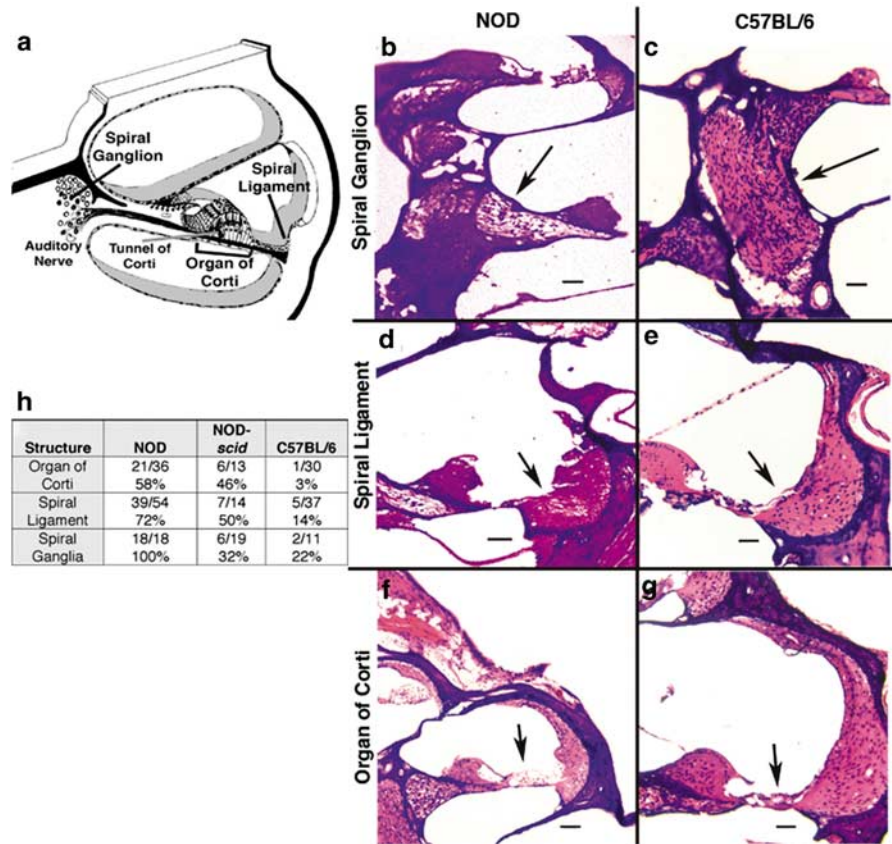 NOD
C57BL/6
a
Spiral
Ganglion
Spiral
Ligament
Auditory
Nerve
Tunnel of
Corti
Organ of
Corti
b
c
Spiral Ganglion
d
e
Spiral Ligament
f
g
Organ of Corti
h
Structure NOD NOD-scid C57BL/6
Organ of Corti 21/36 58% 6/13 46% 1/30 3%
Spiral Ligament 39/54 72% 7/14 50% 5/37 14%
Spiral Ganglia 18/18 100% 6/19 32% 2/11 22%